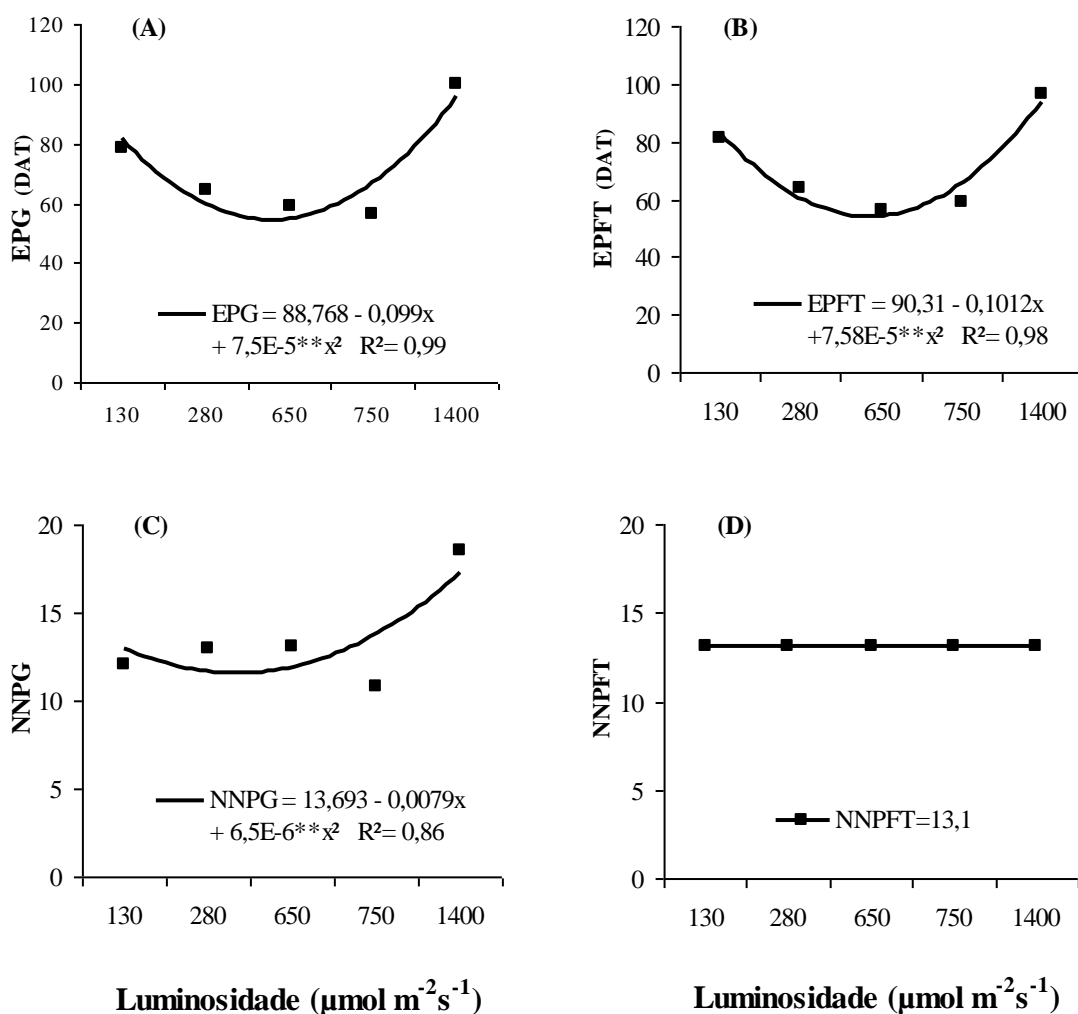 (A)
120
100
80
60
40
20
0
EPG (DAT)
EPG = 88,768 - 0,099x
+ 7,5E-5**x² R²= 0,99
130 280 650 750 1400
(B)
120
100
80
60
40
20
0
EPFT (DAT)
EPFT = 90,31 - 0,1012x
+7,58E-5**x² R²= 0,98
130 280 650 750 1400
(C)
20
15
10
5
0
NNPG
NNPG = 13,693 - 0,0079x
+ 6,5E-6**x² R²= 0,86
130 280 650 750 1400
Luminosidade (µmol m⁻²s⁻¹)
(D)
20
15
10
5
0
NNPFT
NNPFT=13,1
130 280 650 750 1400
Luminosidade (µmol m⁻²s⁻¹)